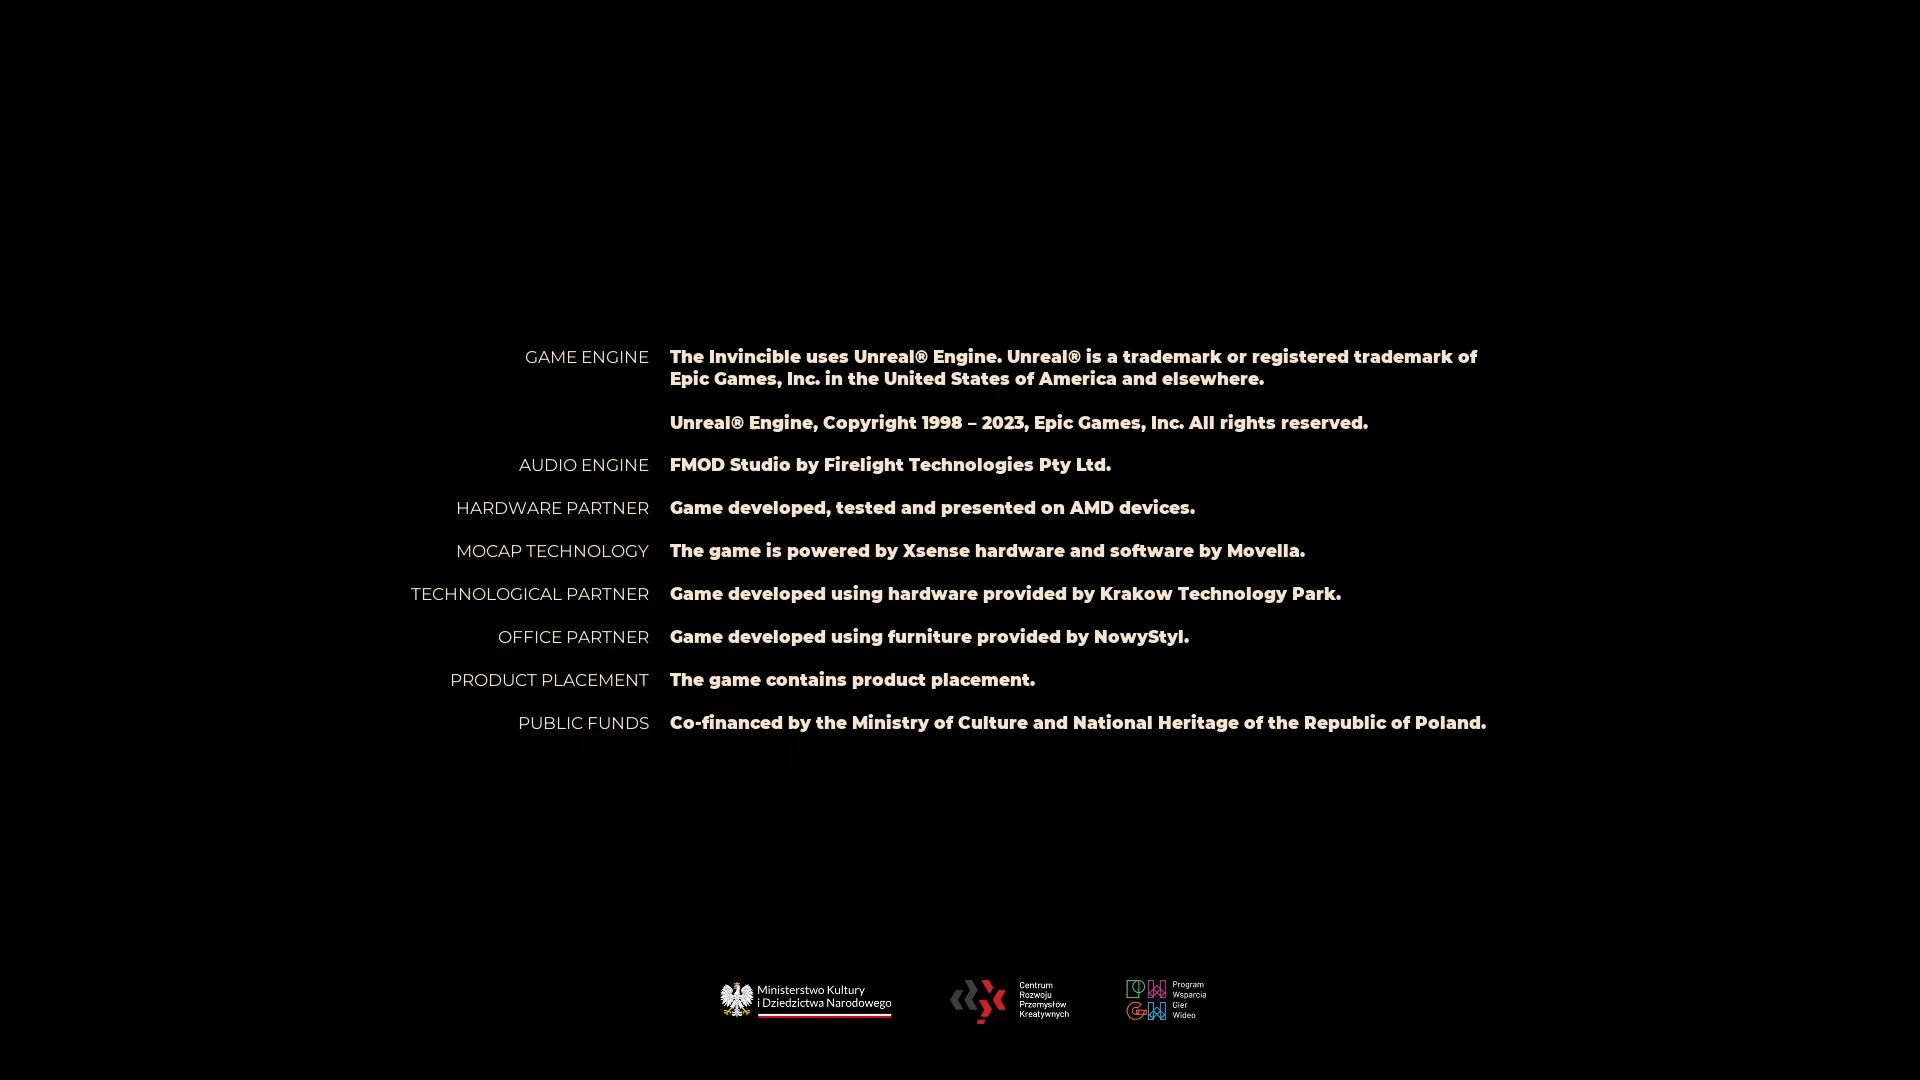 GAME ENGINE The Invincible uses Unreal® Engine. Unreal® is a trademark or registered trademark of
Epic Games, Inc. in the United States of America and elsewhere.
Unreal® Engine, Copyright 1998 – 2023, Epic Games, Inc. All rights reserved.
AUDIO ENGINE FMOD Studio by Firelight Technologies Pty Ltd.
HARDWARE PARTNER Game developed, tested and presented on AMD devices.
MOCAP TECHNOLOGY The game is powered by Xsense hardware and software by Movella.
TECHNOLOGICAL PARTNER Game developed using hardware provided by Krakow Technology Park.
OFFICE PARTNER Game developed using furniture provided by NowyStyl.
PRODUCT PLACEMENT The game contains product placement.
PUBLIC FUNDS Co-financed by the Ministry of Culture and National Heritage of the Republic of Poland.
Ministerstwo Kultury
i Dziedzictwa Narodowego
Centrum
Rozwoju
Przemysłów
Kreatywnych
PW
GW
Program
Wsparcia
Gier
Wideo